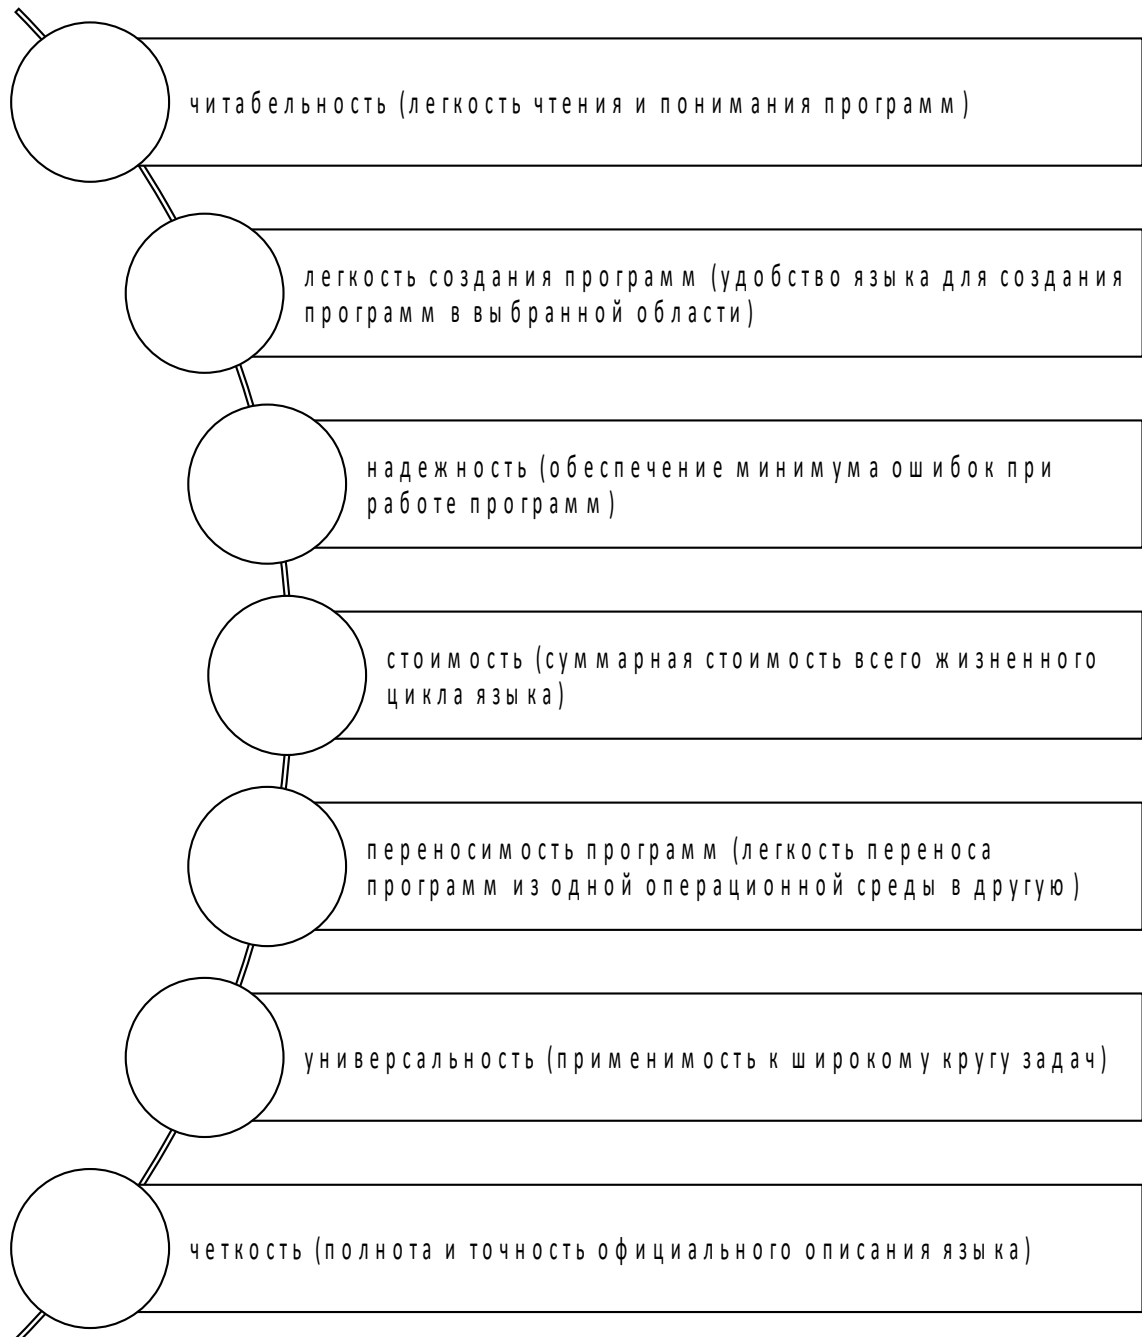 читабельность (легкость чтения и понимания программ)
легкость создания программ (удобство языка для создания
программ в выбранной области)
надежность (обеспечение минимума ошибок при
работе программ)
стоимость (суммарная стоимость всего жизненного
цикла языка)
переносимость программ (легкость переноса
программ из одной операционной среды в другую)
универсальность (применимость к широкому кругу задач)
четкость (полнота и точность официального описания языка)